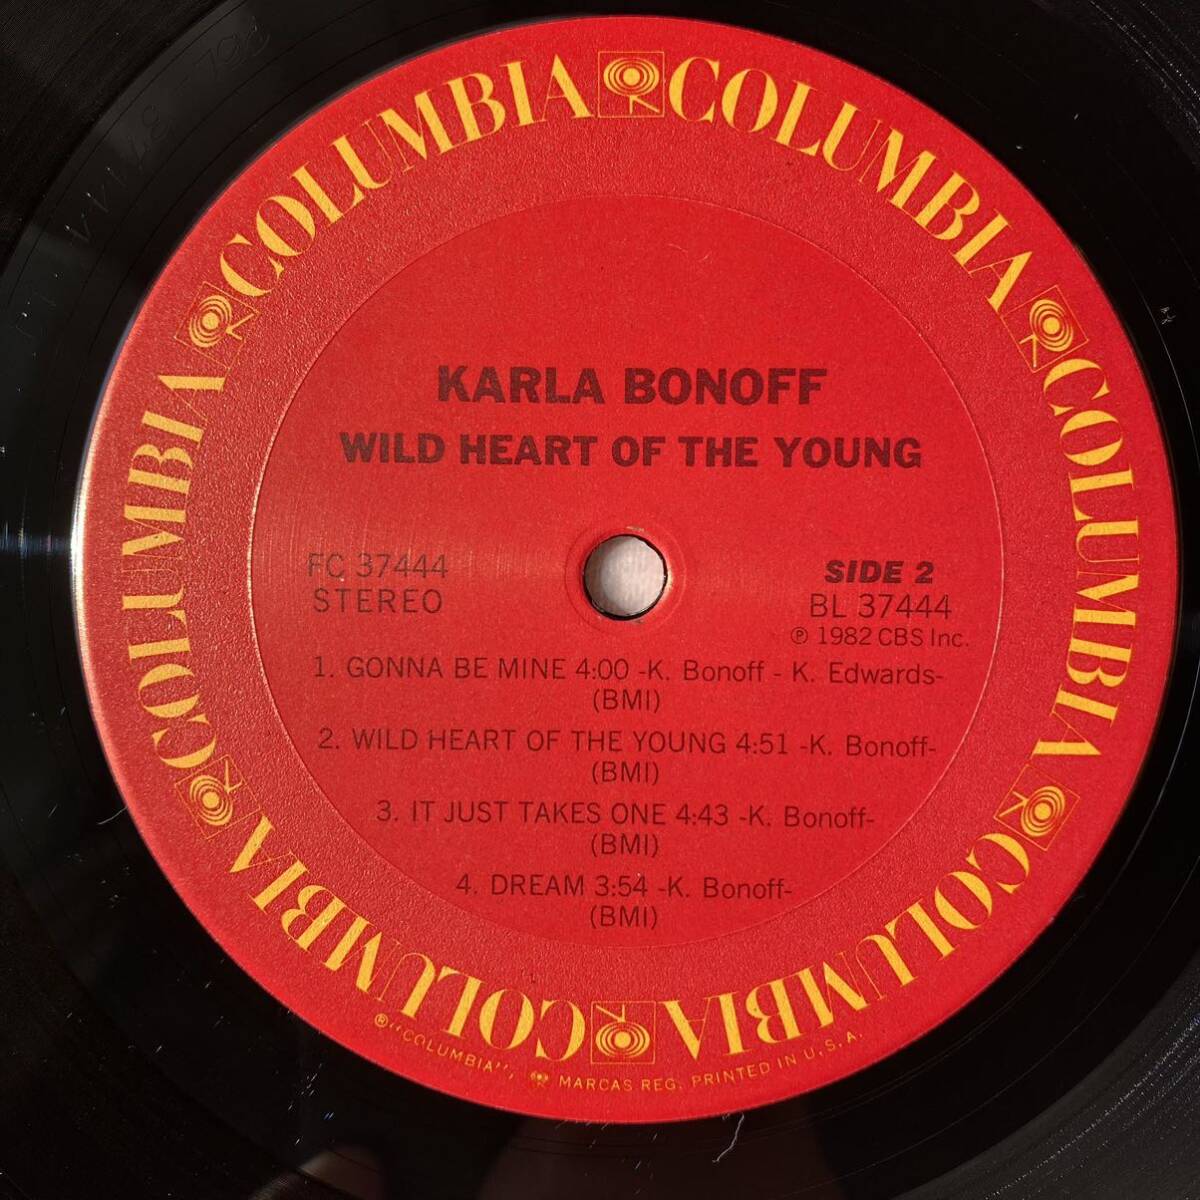 COLUMBIA COLUMBIA COLUMBIA COLUMBIA COLUMBIA COLUMBIA
KARLA BONOFF
WILD HEART OF THE YOUNG
FC 37444
STEREO
SIDE 2
BL 37444
℗ 1982 CBS Inc.
1. GONNA BE MINE 4:00 -K. Bonoff - K. Edwards-
(BMI)
2. WILD HEART OF THE YOUNG 4:51 -K. Bonoff-
(BMI)
3. IT JUST TAKES ONE 4:43 -K. Bonoff-
(BMI)
4. DREAM 3:54 -K. Bonoff-
(BMI)
®"COLUMBIA", MARCAS REG. PRINTED IN U.S.A.